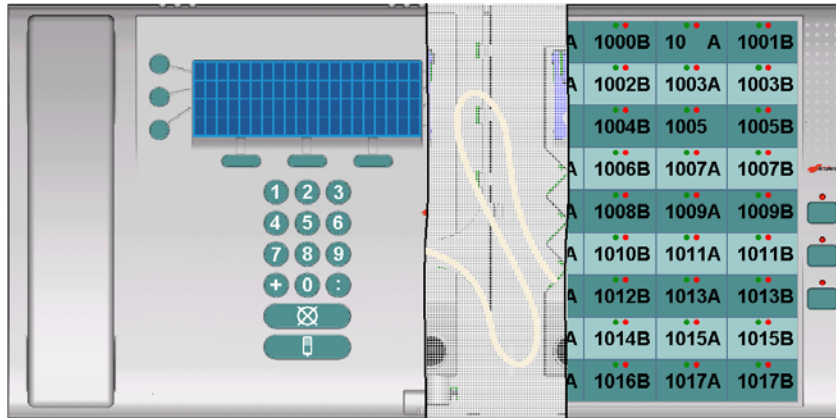 A 1000B 10 A 1001B
A 1002B 1003A 1003B
1004B 1005 1005B
A 1006B 1007A 1007B
1 2 3
A 1008B 1009A 1009B
4 5 6
A 1010B 1011A 1011B
7 8 9
+ 0 :
A 1012B 1013A 1013B
A 1014B 1015A 1015B
A 1016B 1017A 1017B